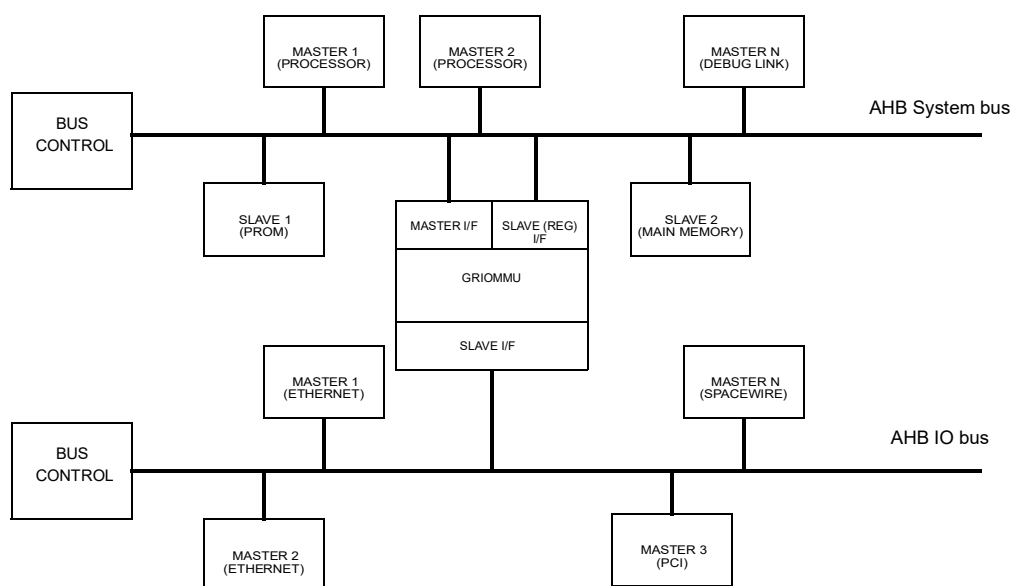 MASTER 1
(PROCESSOR)
MASTER 2
(PROCESSOR)
MASTER N
(DEBUG LINK)
AHB System bus
BUS
CONTROL
SLAVE 1
(PROM)
MASTER I/F
SLAVE (REG)
I/F
SLAVE 2
(MAIN MEMORY)
GRIOMMU
SLAVE I/F
MASTER 1
(ETHERNET)
MASTER N
(SPACEWIRE)
AHB IO bus
BUS
CONTROL
MASTER 2
(ETHERNET)
MASTER 3
(PCI)